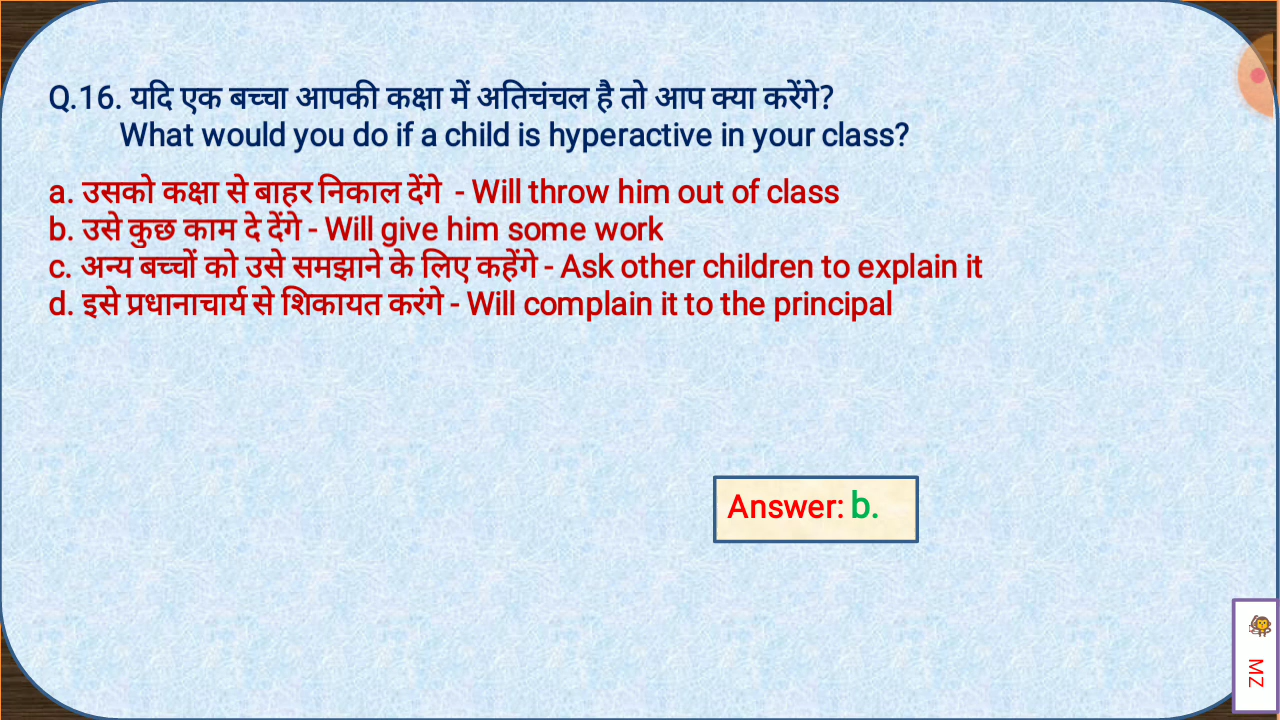 Q.16. यदि एक बच्चा आपकी कक्षा में अतिचंचल है तो आप क्या करेंगे?
What would you do if a child is hyperactive in your class?
a. उसको कक्षा से बाहर निकाल देंगे - Will throw him out of class
b. उसे कुछ काम दे देंगे - Will give him some work
c. अन्य बच्चों को उसे समझाने के लिए कहेंगे - Ask other children to explain it
d. इसे प्रधानाचार्य से शिकायत करंगे - Will complain it to the principal
Answer: b.
MZ